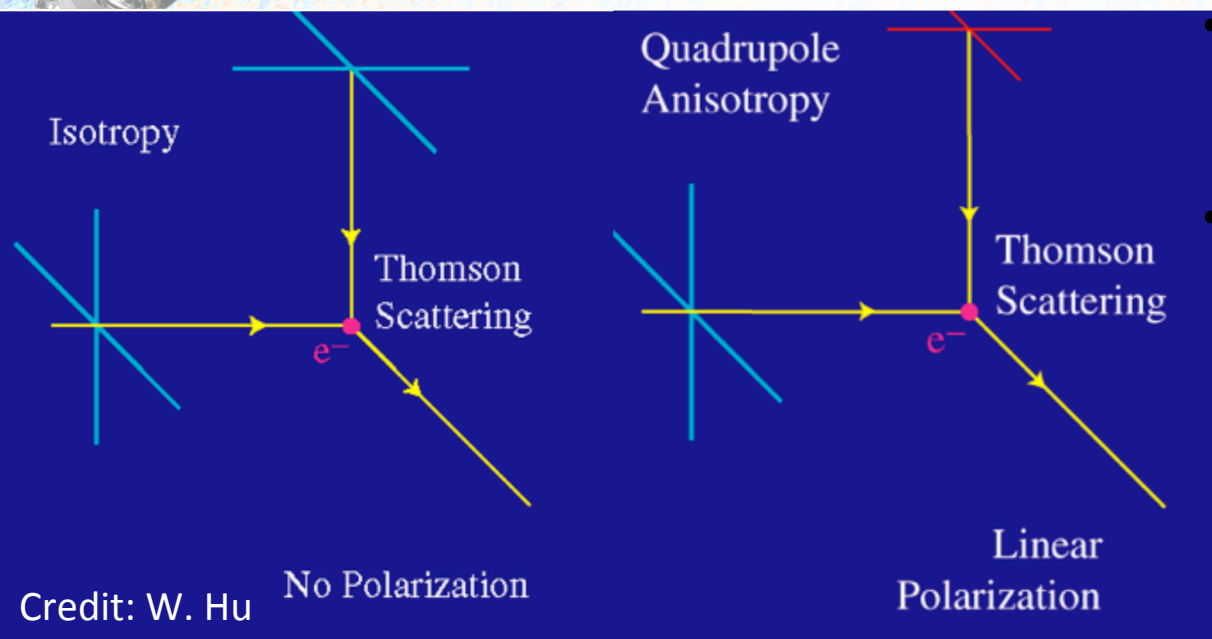 Isotropy
Thomson
Scattering
e−
No Polarization
Credit: W. Hu
Quadrupole
Anisotropy
Thomson
Scattering
e−
Linear
Polarization